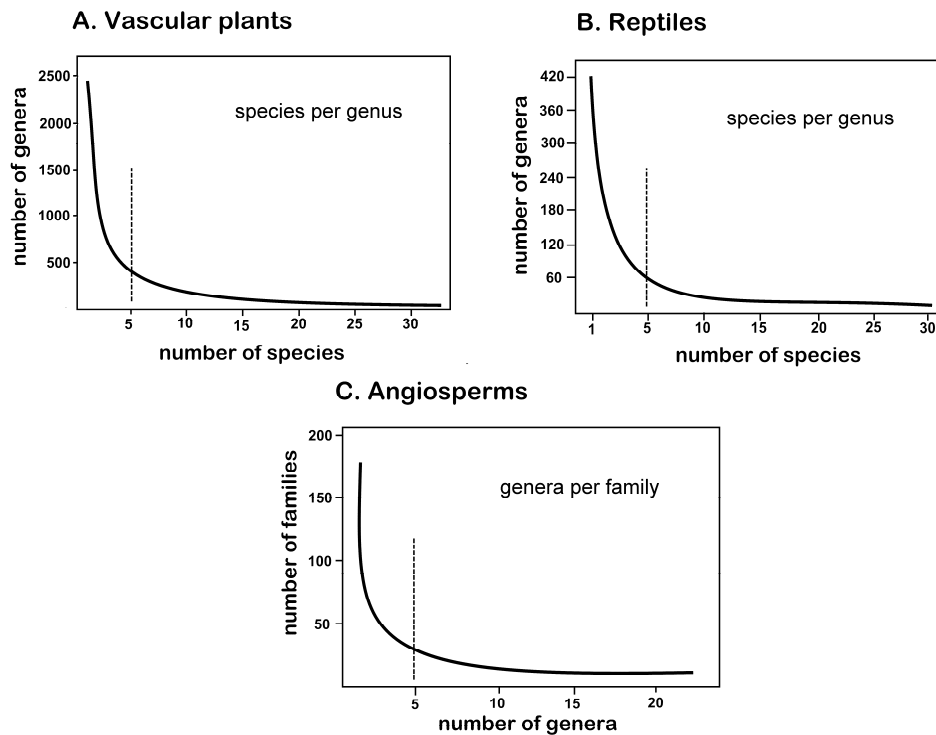 A. Vascular plants
2500
2000
1500
1000
500
number of genera
species per genus
5 10 15 20 25 30
number of species
B. Reptiles
420
360
300
240
180
120
60
number of genera
species per genus
1 5 10 15 20 25 30
number of species
C. Angiosperms
200
150
100
50
number of families
genera per family
5 10 15 20
number of genera